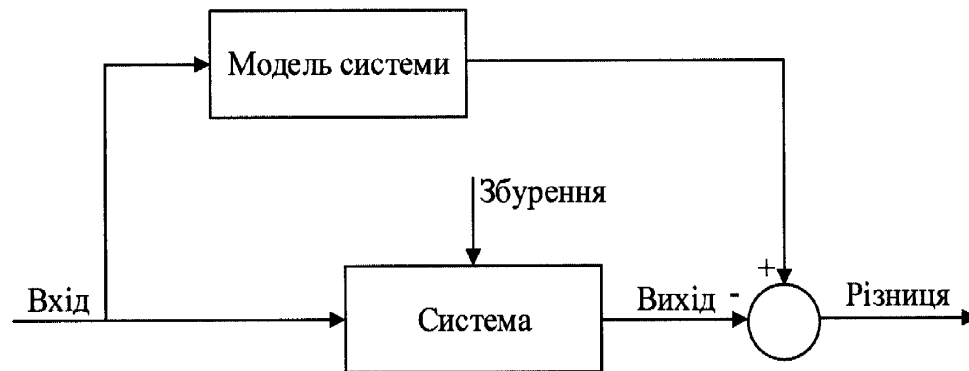 Модель системи
Збурення
+
Вхід
Система
Вихід
-
Різниця